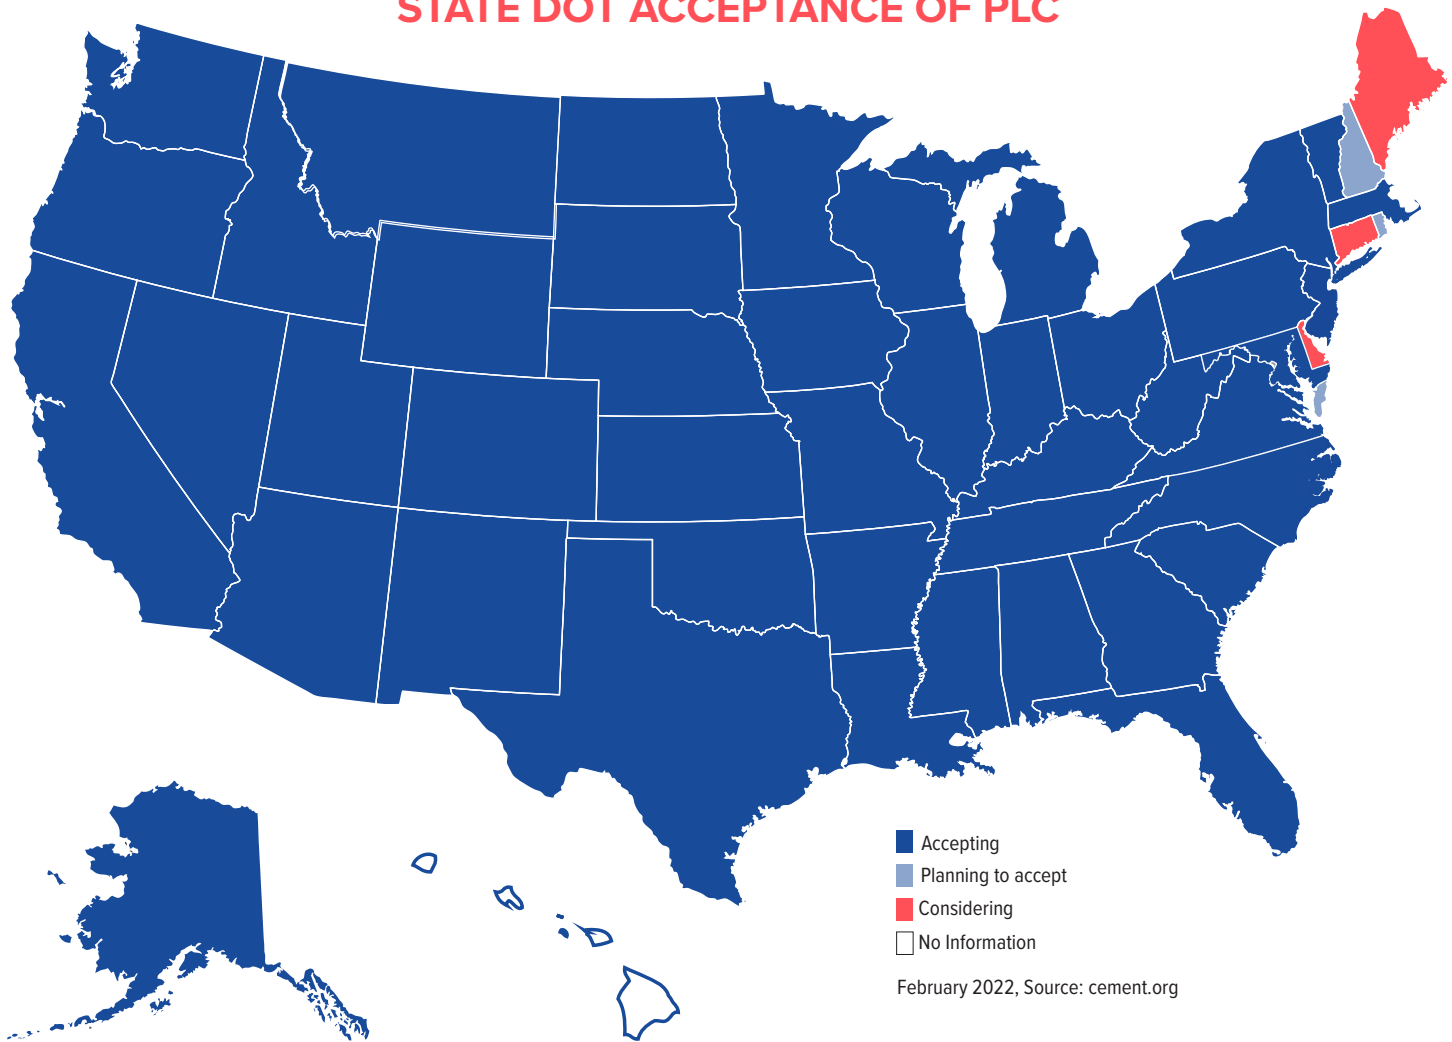 STATE DOT ACCEPTANCE OF PLC
Accepting
Planning to accept
Considering
No Information
February 2022, Source: cement.org